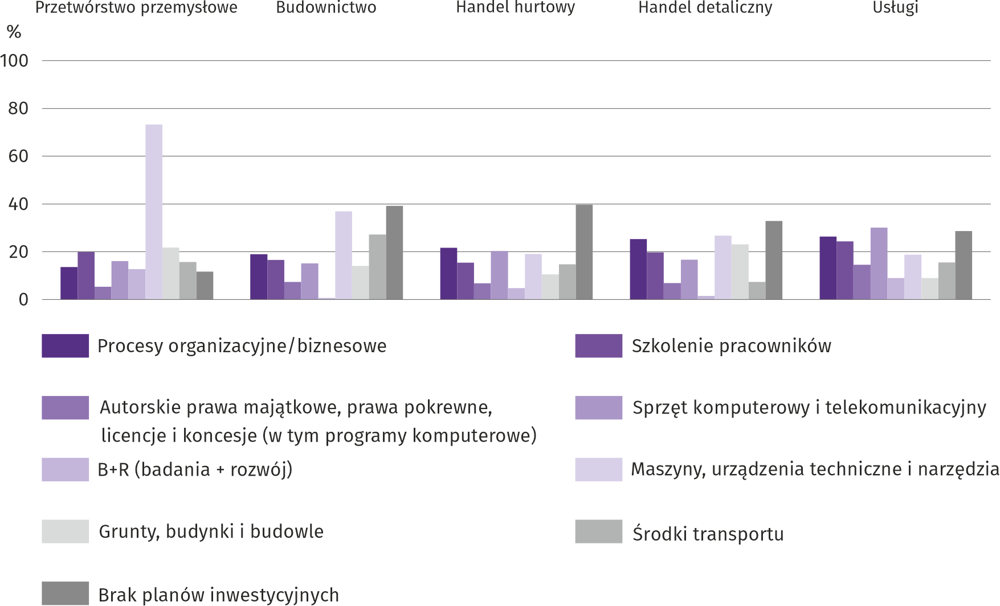 Przetwórstwo przemysłowe
Budownictwo
Handel hurtowy
Handel detaliczny
Usługi
%
100
80
60
40
20
0
Procesy organizacyjne/biznesowe
Szkolenie pracowników
Autorskie prawa majątkowe, prawa pokrewne,
licencje i koncesje (w tym programy komputerowe)
Sprzęt komputerowy i telekomunikacyjny
B+R (badania + rozwój)
Maszyny, urządzenia techniczne i narzędzia
Grunty, budynki i budowle
Środki transportu
Brak planów inwestycyjnych